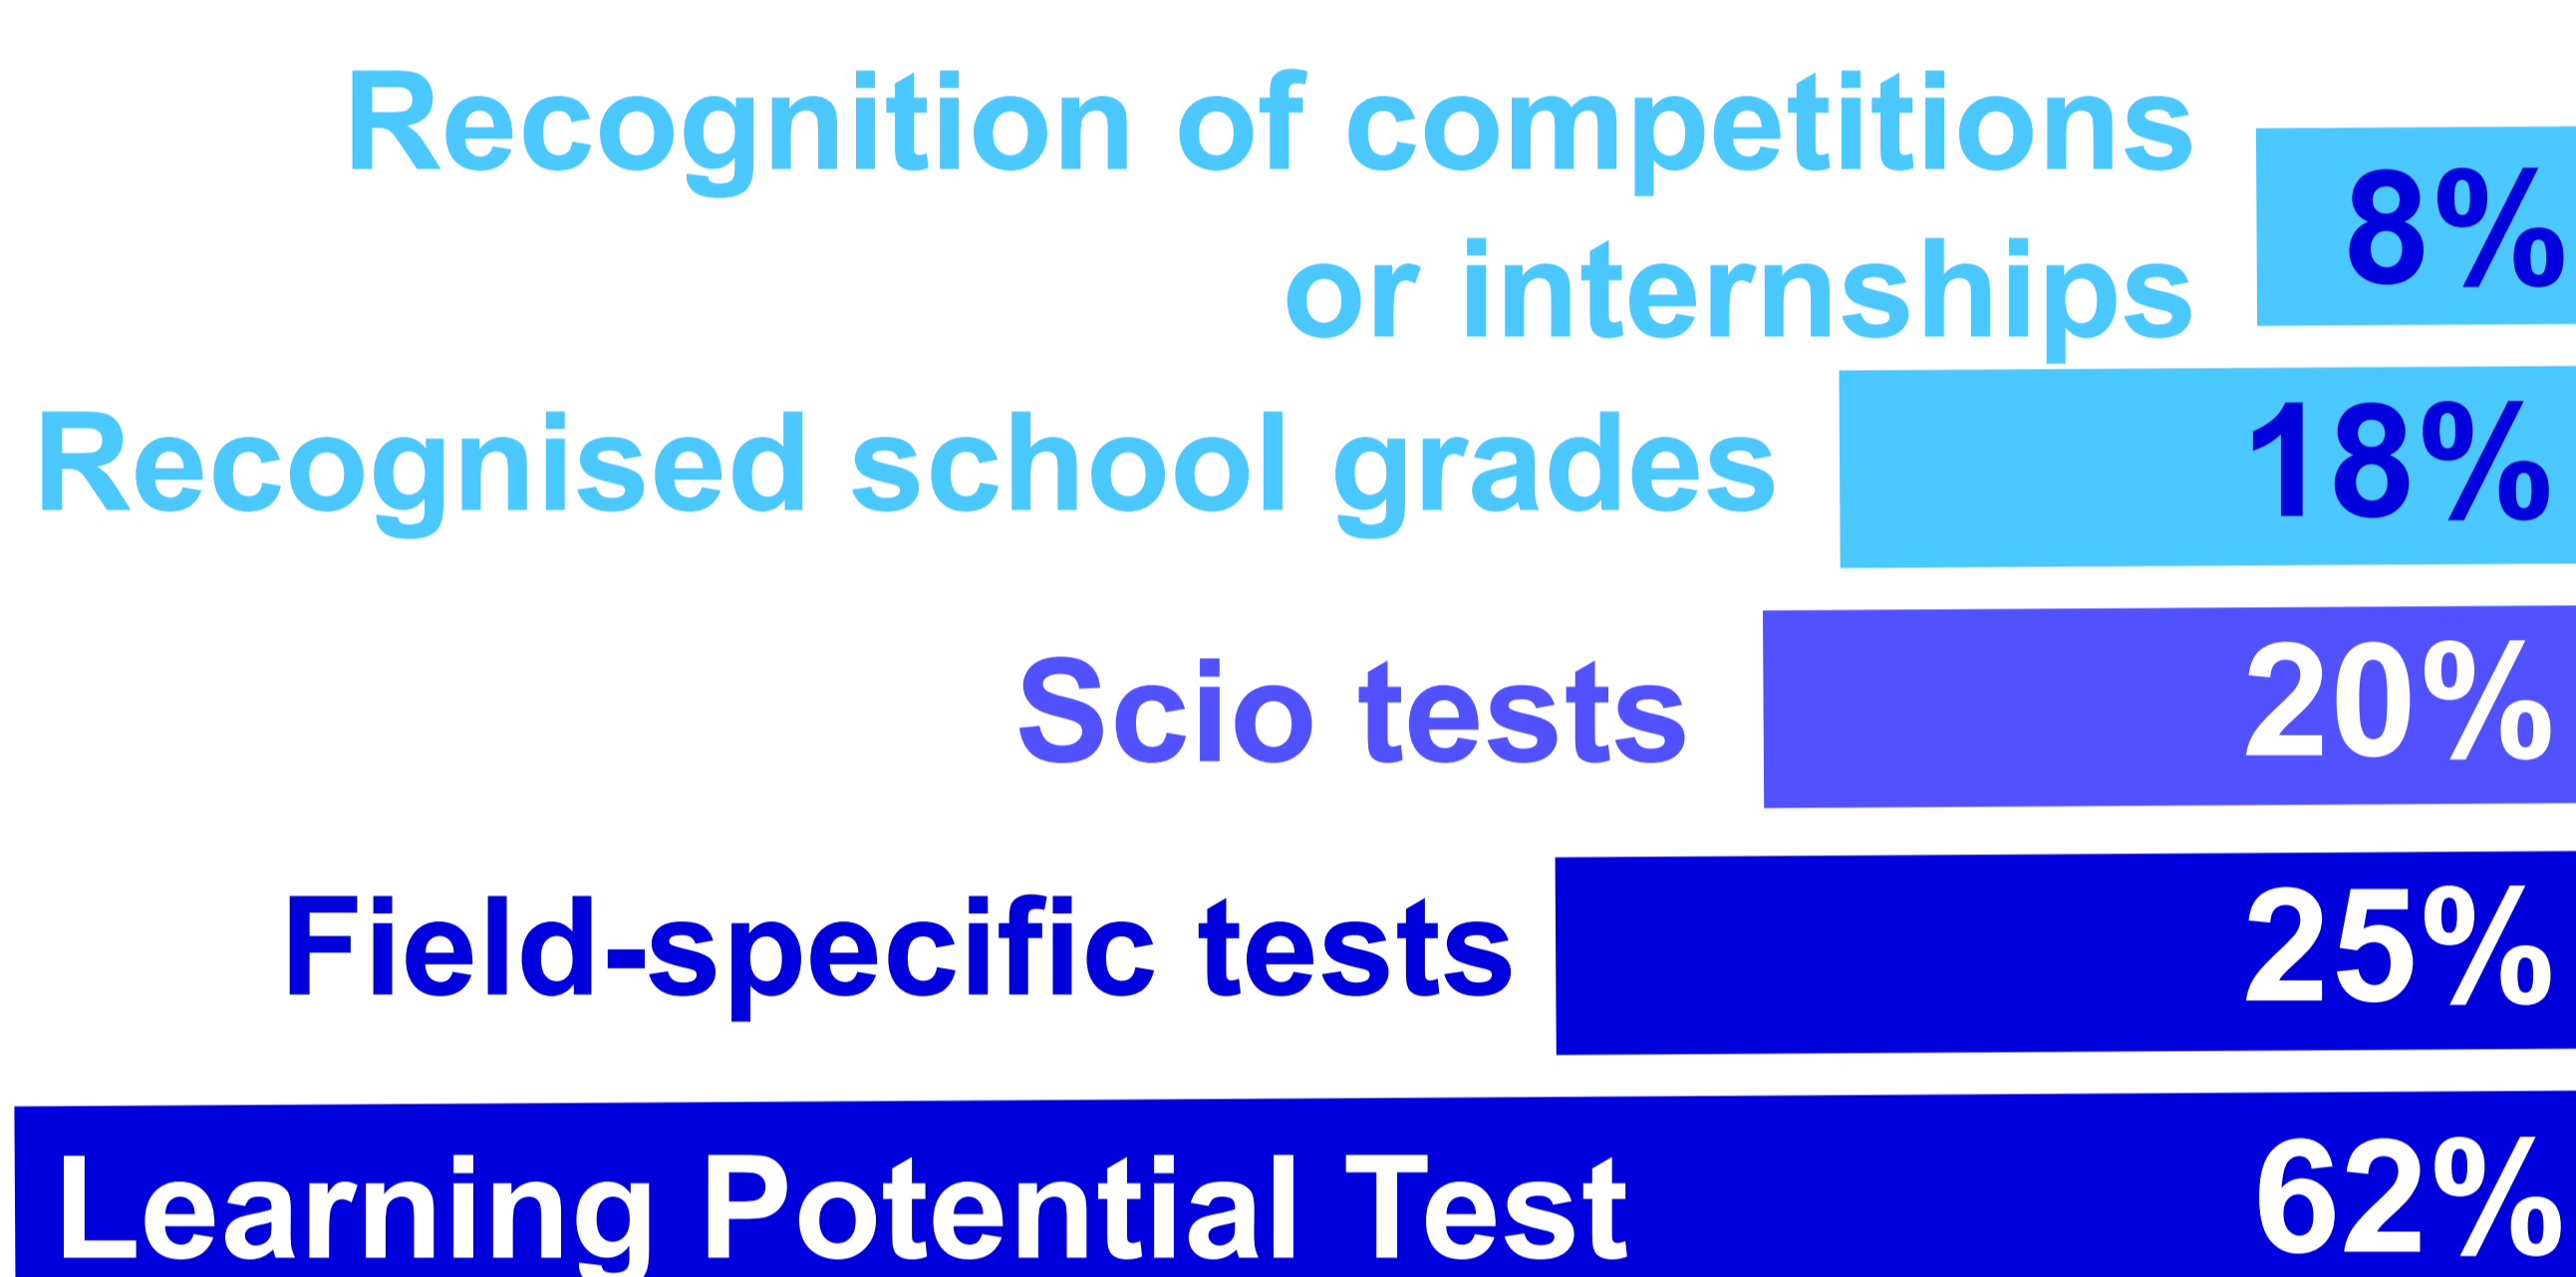 Recognition of competitions
or internships
8%
Recognised school grades 18%
Scio tests 20%
Field-specific tests 25%
Learning Potential Test 62%